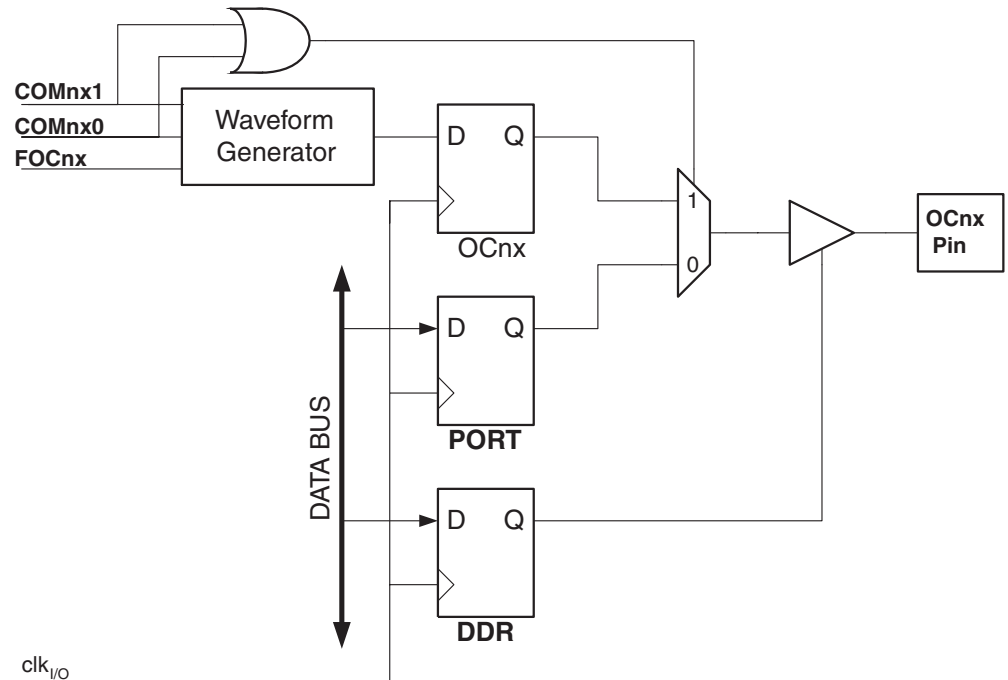 COMnx1
COMnx0
FOCnx
Waveform
Generator
D Q
OCnx
1
0
OCnx
Pin
D Q
PORT
DATA BUS
D Q
DDR
clkI/O